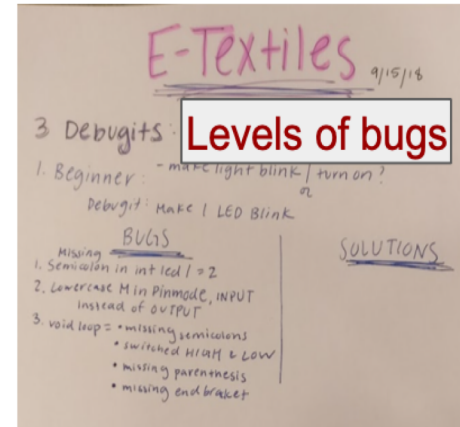 E-Textiles
9/15/18
3 Debugits:
Levels of bugs
1. Beginner: - make light blink / turn on?
or
Debugit: Make 1 LED Blink
BUGS
SOLUTIONS
Missing
1. Semicolon in int led1 = 2
2. Lowercase M in Pinmode, INPUT
instead of OUTPUT
3. void loop = • missing semicolons
• switched HIGH & LOW
• missing parenthesis
• missing end braket